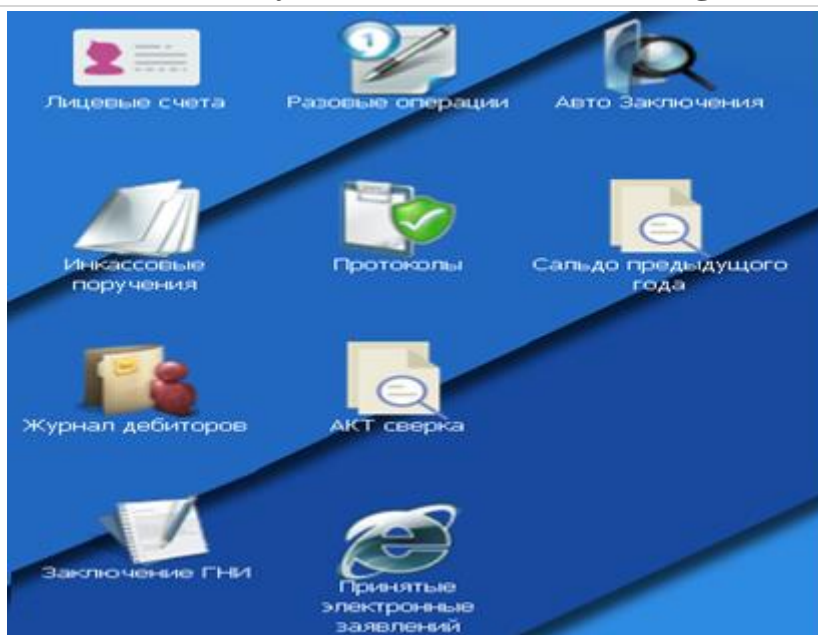 1
Лицевые счета
Разовые операции
Авто Заключения
Инкассовые
поручения
Протоколы
Сальдо предыдущого
года
Журнал дебиторов
АКТ сверка
Заключение ГНИ
Принятые
электронные
заявлений